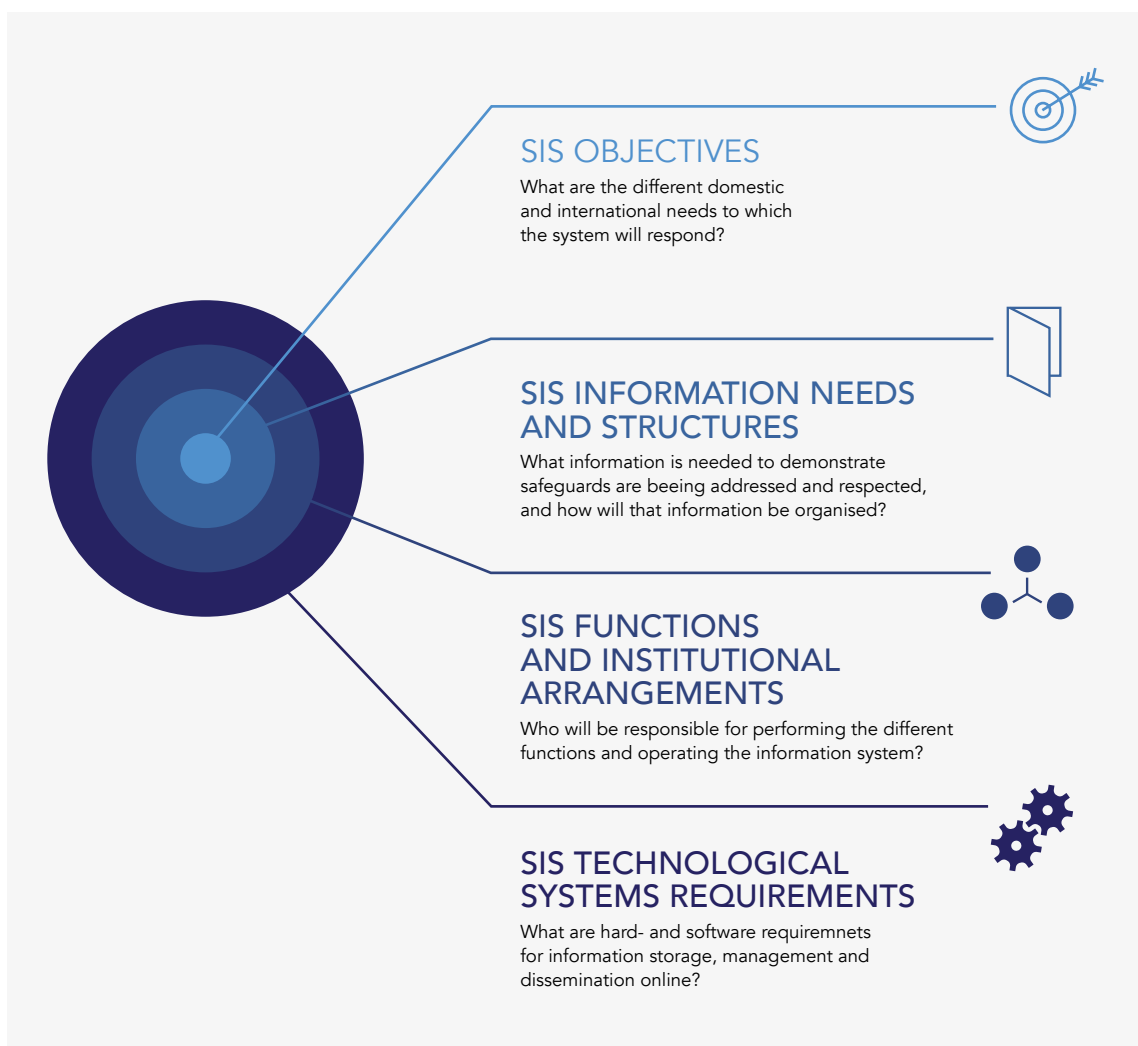 SIS OBJECTIVES
What are the different domestic
and international needs to which
the system will respond?
SIS INFORMATION NEEDS
AND STRUCTURES
What information is needed to demonstrate
safeguards are beeing addressed and respected,
and how will that information be organised?
SIS FUNCTIONS
AND INSTITUTIONAL
ARRANGEMENTS
Who will be responsible for performing the different
functions and operating the information system?
SIS TECHNOLOGICAL
SYSTEMS REQUIREMENTS
What are hard- and software requiremnets
for information storage, management and
dissemination online?